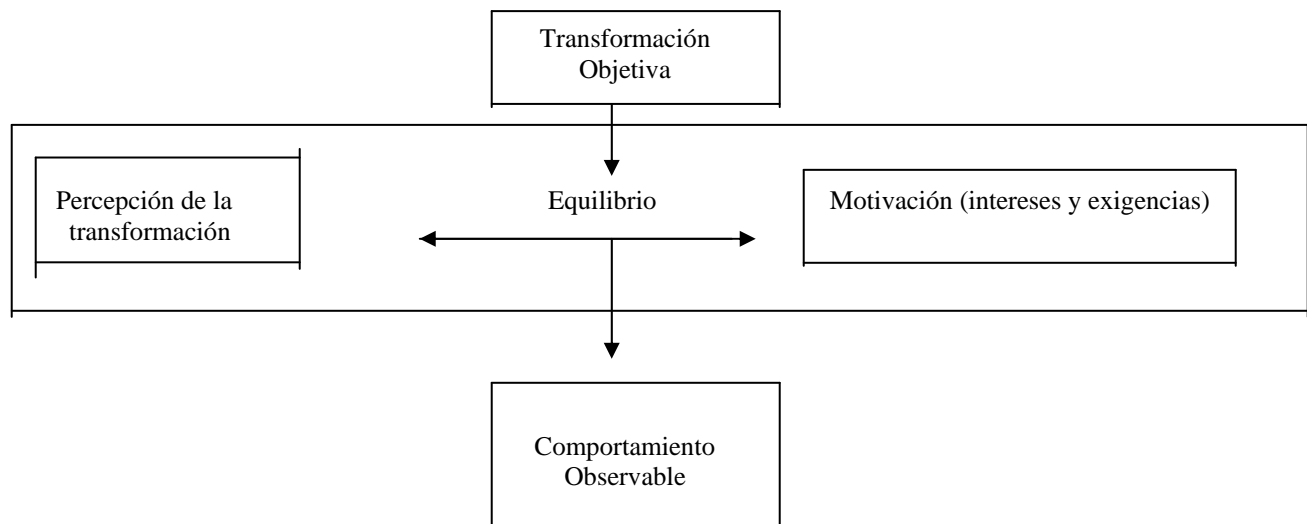 Transformación
Objetiva
Percepción de la
transformación
Equilibrio
Motivación (intereses y exigencias)
Comportamiento
Observable